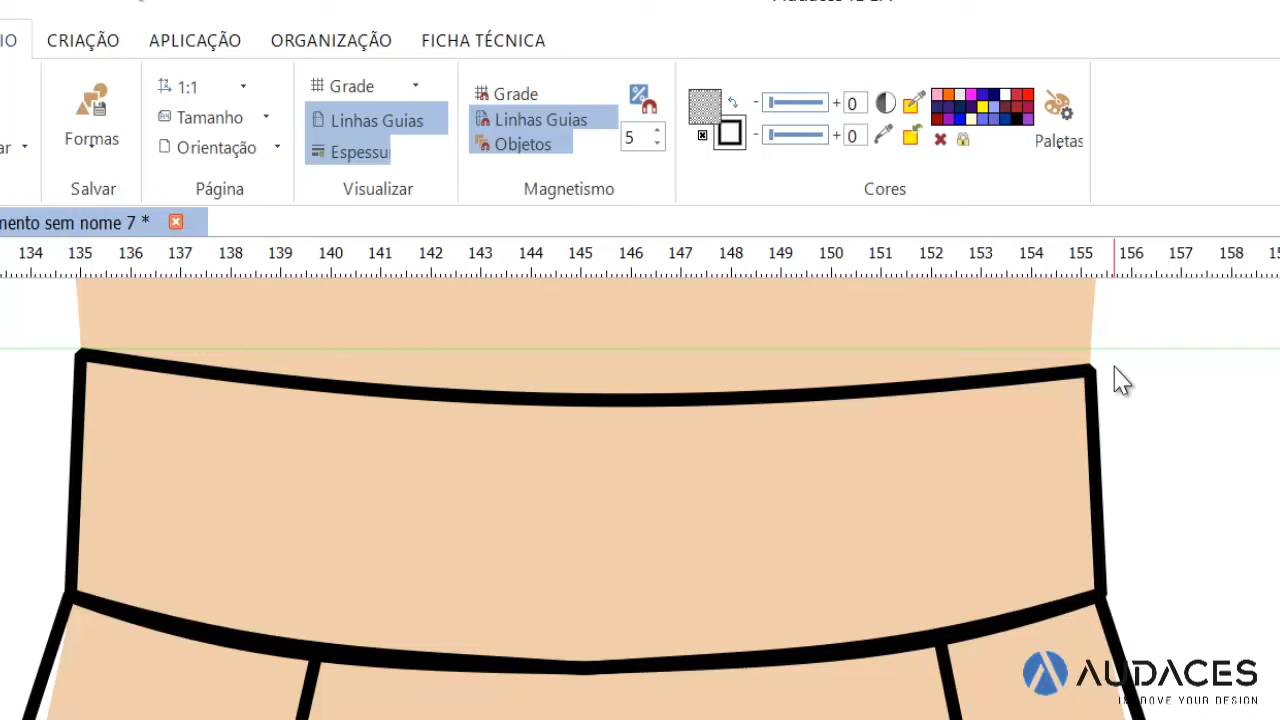 IO CRIAÇÃO APLICAÇÃO ORGANIZAÇÃO FICHA TÉCNICA
Formas
Salvar
1:1
Tamanho
Orientação
Página
Grade
Linhas Guias
Espessu
Visualizar
Grade
Linhas Guias
Objetos
5
Magnetismo
- + 0
- + 0
Paletas
Cores
mento sem nome 7 *
134 135 136 137 138 139 140 141 142 143 144 145 146 147 148 149 150 151 152 153 154 155 156 157 158
AUDACES
IMPROVE YOUR DESIGN